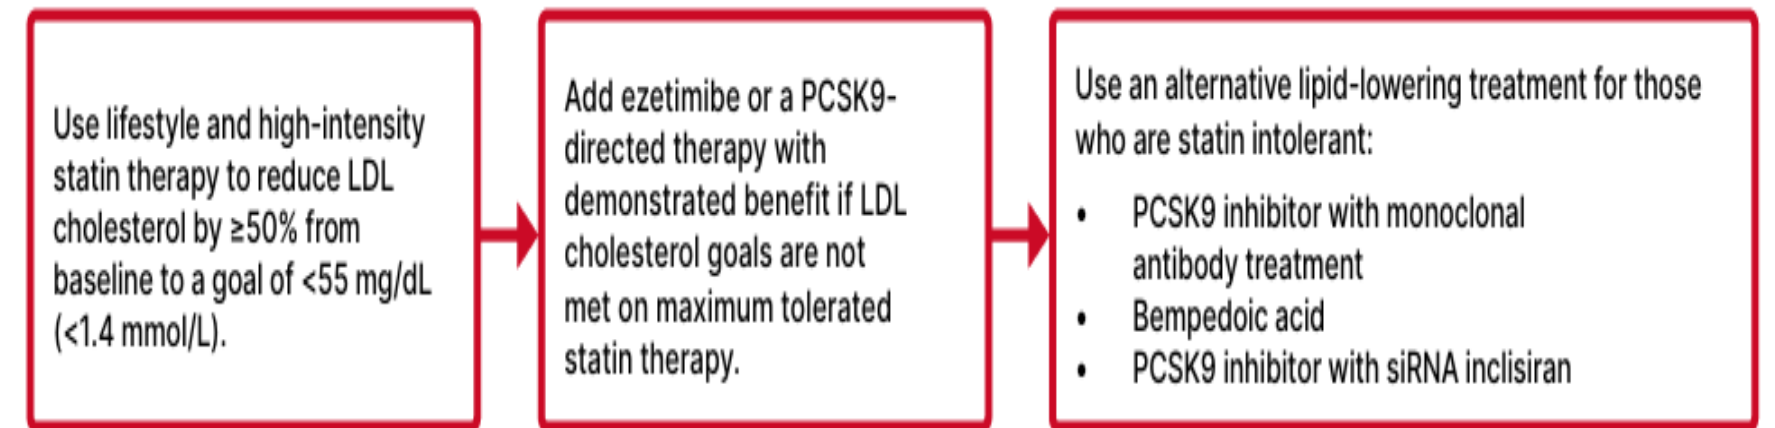 Use lifestyle and high-intensity
statin therapy to reduce LDL
cholesterol by ≥50% from
baseline to a goal of <55 mg/dL
(<1.4 mmol/L).
Add ezetimibe or a PCSK9-
directed therapy with
demonstrated benefit if LDL
cholesterol goals are not
met on maximum tolerated
statin therapy.
Use an alternative lipid-lowering treatment for those
who are statin intolerant:
• PCSK9 inhibitor with monoclonal
antibody treatment
• Bempedoic acid
• PCSK9 inhibitor with siRNA inclisiran